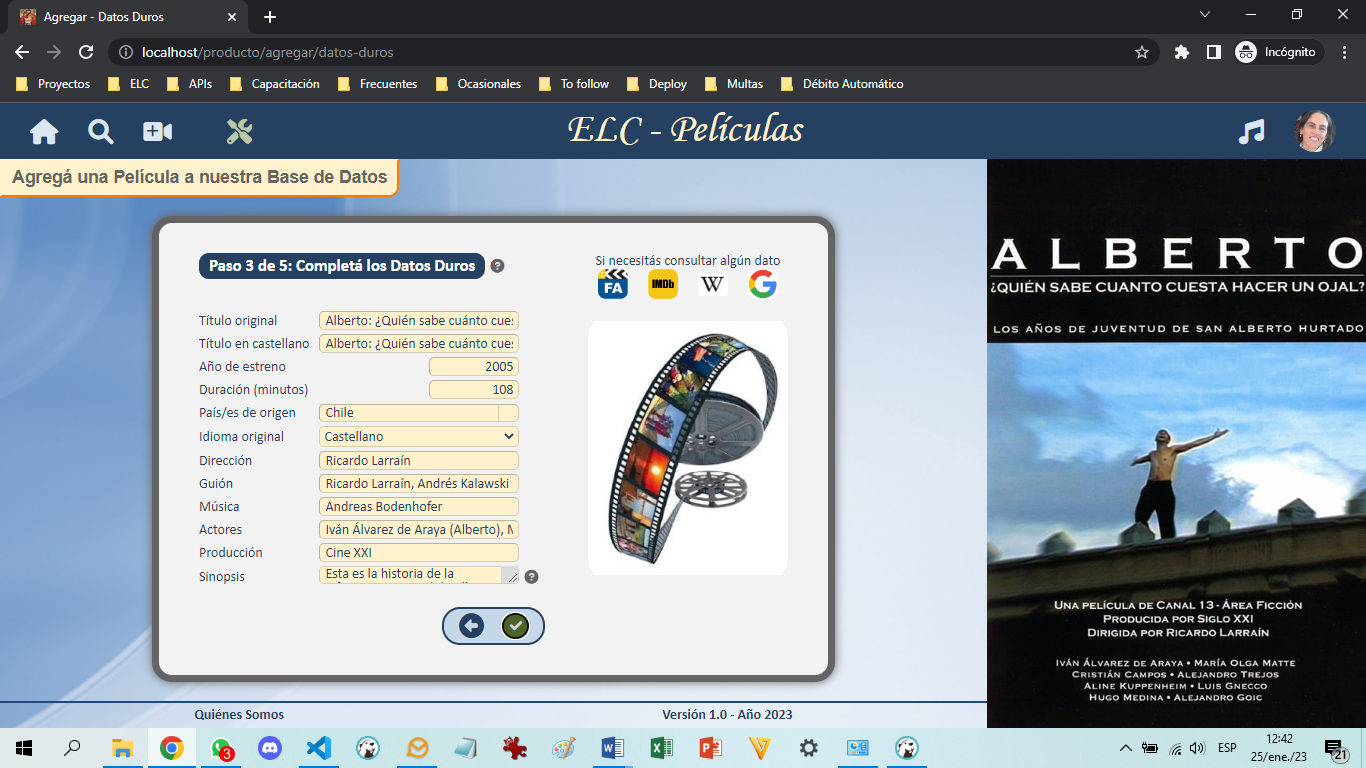 Agregar - Datos Duros
localhost/producto/agregar/datos-duros
Incógnito
Proyectos ELC APIs Capacitación Frecuentes Ocasionales To follow Deploy Multas Débito Automático
ELC - Películas
Agregá una Película a nuestra Base de Datos
Paso 3 de 5: Completá los Datos Duros ?
Si necesitás consultar algún dato
FA IMDb W G
Título original Alberto: ¿Quién sabe cuánto cues
Título en castellano Alberto: ¿Quién sabe cuánto cues
Año de estreno 2005
Duración (minutos) 108
País/es de origen Chile
Idioma original Castellano
Dirección Ricardo Larraín
Guión Ricardo Larraín, Andrés Kalawski
Música Andreas Bodenhofer
Actores Iván Álvarez de Araya (Alberto), M
Producción Cine XXI
Sinopsis Esta es la historia de la ?
Quiénes Somos Versión 1.0 - Año 2023
ALBERTO
¿QUIÉN SABE CUANTO CUESTA HACER UN OJAL?
LOS AÑOS DE JUVENTUD DE SAN ALBERTO HURTADO
UNA PELÍCULA DE CANAL 13 - ÁREA FICCIÓN
PRODUCIDA POR SIGLO XXI
DIRIGIDA POR RICARDO LARRAÍN
IVÁN ÁLVAREZ DE ARAYA • MARÍA OLGA MATTE
CRISTIÁN CAMPOS • ALEJANDRO TREJOS
ALINE KUPPENHEIM • LUIS GNECCO
HUGO MEDINA • ALEJANDRO GOIC
3
ESP
12:42
25/ene./23
21